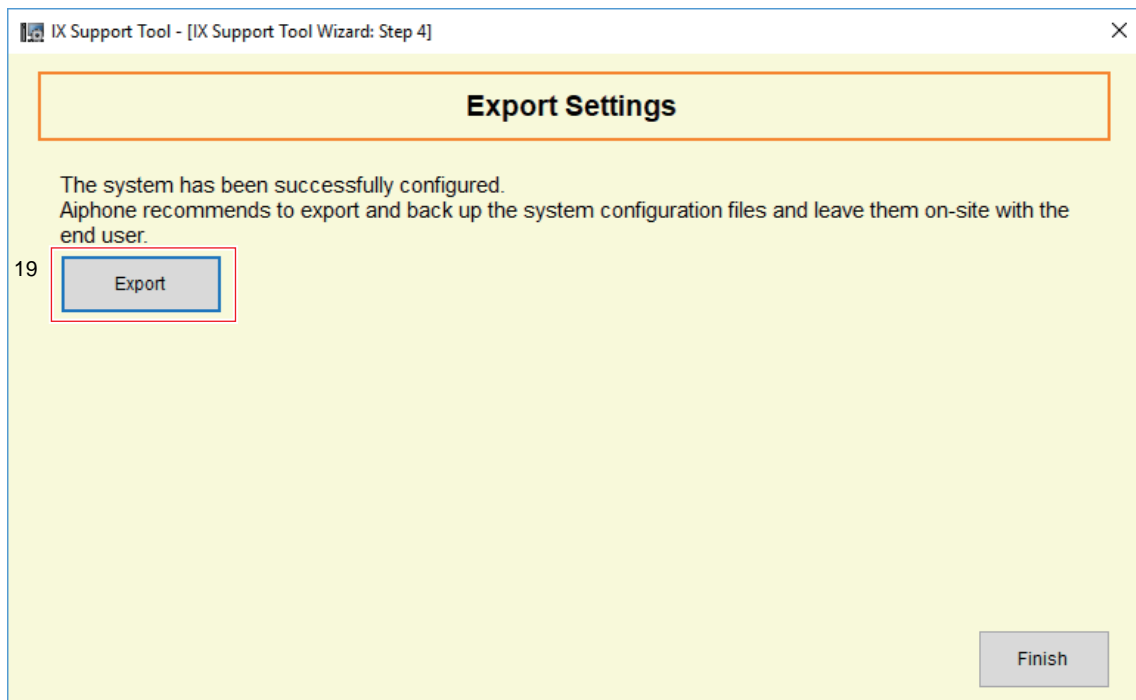 IX Support Tool - [IX Support Tool Wizard: Step 4]
Export Settings
The system has been successfully configured.
Aiphone recommends to export and back up the system configuration files and leave them on-site with the
end user.
19
Export
Finish